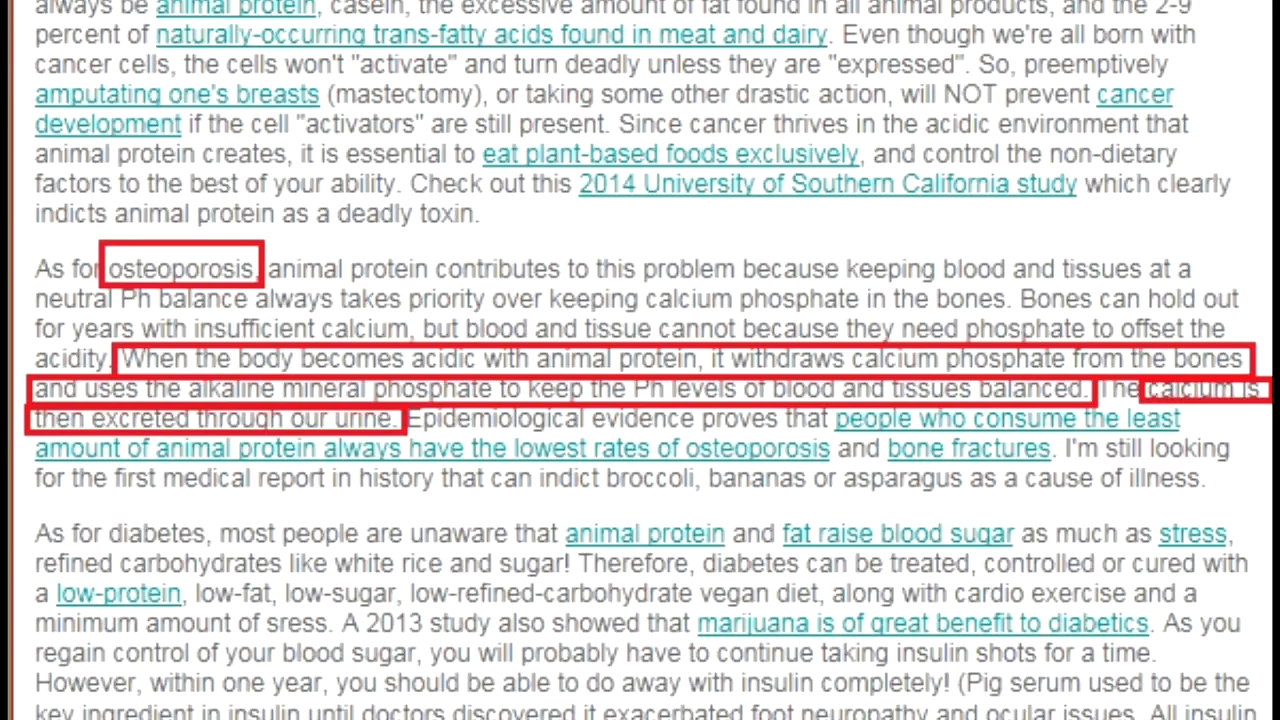 always be animal protein, casein, the excessive amount of fat found in all animal products, and the 2-9
percent of naturally-occurring trans-fatty acids found in meat and dairy. Even though we're all born with
cancer cells, the cells won't "activate" and turn deadly unless they are "expressed". So, preemptively
amputating one's breasts (mastectomy), or taking some other drastic action, will NOT prevent cancer
development if the cell "activators" are still present. Since cancer thrives in the acidic environment that
animal protein creates, it is essential to eat plant-based foods exclusively, and control the non-dietary
factors to the best of your ability. Check out this 2014 University of Southern California study which clearly
indicts animal protein as a deadly toxin.
As for osteoporosis, animal protein contributes to this problem because keeping blood and tissues at a
neutral Ph balance always takes priority over keeping calcium phosphate in the bones. Bones can hold out
for years with insufficient calcium, but blood and tissue cannot because they need phosphate to offset the
acidity. When the body becomes acidic with animal protein, it withdraws calcium phosphate from the bones
and uses the alkaline mineral phosphate to keep the Ph levels of blood and tissues balanced. The calcium is
then excreted through our urine. Epidemiological evidence proves that people who consume the least
amount of animal protein always have the lowest rates of osteoporosis and bone fractures. I'm still looking
for the first medical report in history that can indict broccoli, bananas or asparagus as a cause of illness.
As for diabetes, most people are unaware that animal protein and fat raise blood sugar as much as stress,
refined carbohydrates like white rice and sugar! Therefore, diabetes can be treated, controlled or cured with
a low-protein, low-fat, low-sugar, low-refined-carbohydrate vegan diet, along with cardio exercise and a
minimum amount of sress. A 2013 study also showed that marijuana is of great benefit to diabetics. As you
regain control of your blood sugar, you will probably have to continue taking insulin shots for a time.
However, within one year, you should be able to do away with insulin completely! (Pig serum used to be the
key ingredient in insulin until doctors discovered it exacerbated foot neuropathy and ocular issues. All insulin